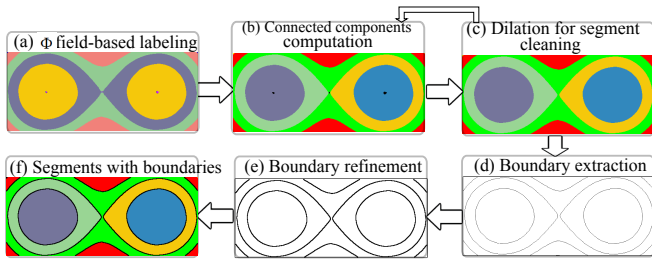 (a) Φ field-based labeling
(b) Connected components
computation
(c) Dilation for segment
cleaning
(f) Segments with boundaries
(e) Boundary refinement
(d) Boundary extraction